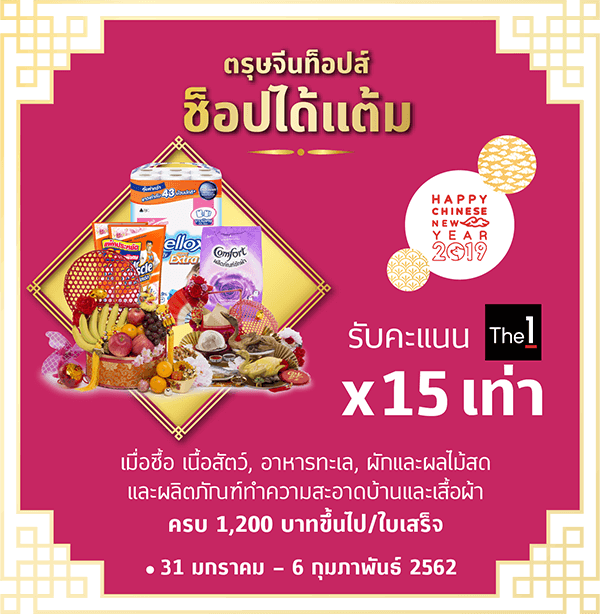 ตรุษจีนท็อปส์
ช็อปได้แต้ม
HAPPY
CHINESE
NEW
YEAR
2019
43
Cellox
Extra
Comfort
รับคะแนน The1
x15 เท่า
เมื่อซื้อ เนื้อสัตว์, อาหารทะเล, ผักและผลไม้สด
และผลิตภัณฑ์ทำความสะอาดบ้านและเสื้อผ้า
ครบ 1,200 บาทขึ้นไป/ใบเสร็จ
• 31 มกราคม – 6 กุมภาพันธ์ 2562